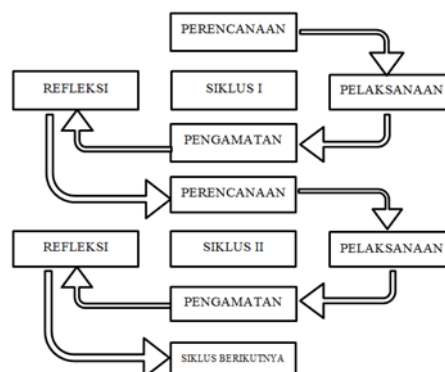 PERENCANAAN
REFLEKSI
SIKLUS I
PELAKSANAAN
PENGAMATAN
PERENCANAAN
REFLEKSI
SIKLUS II
PELAKSANAAN
PENGAMATAN
SIKLUS BERIKUTNYA